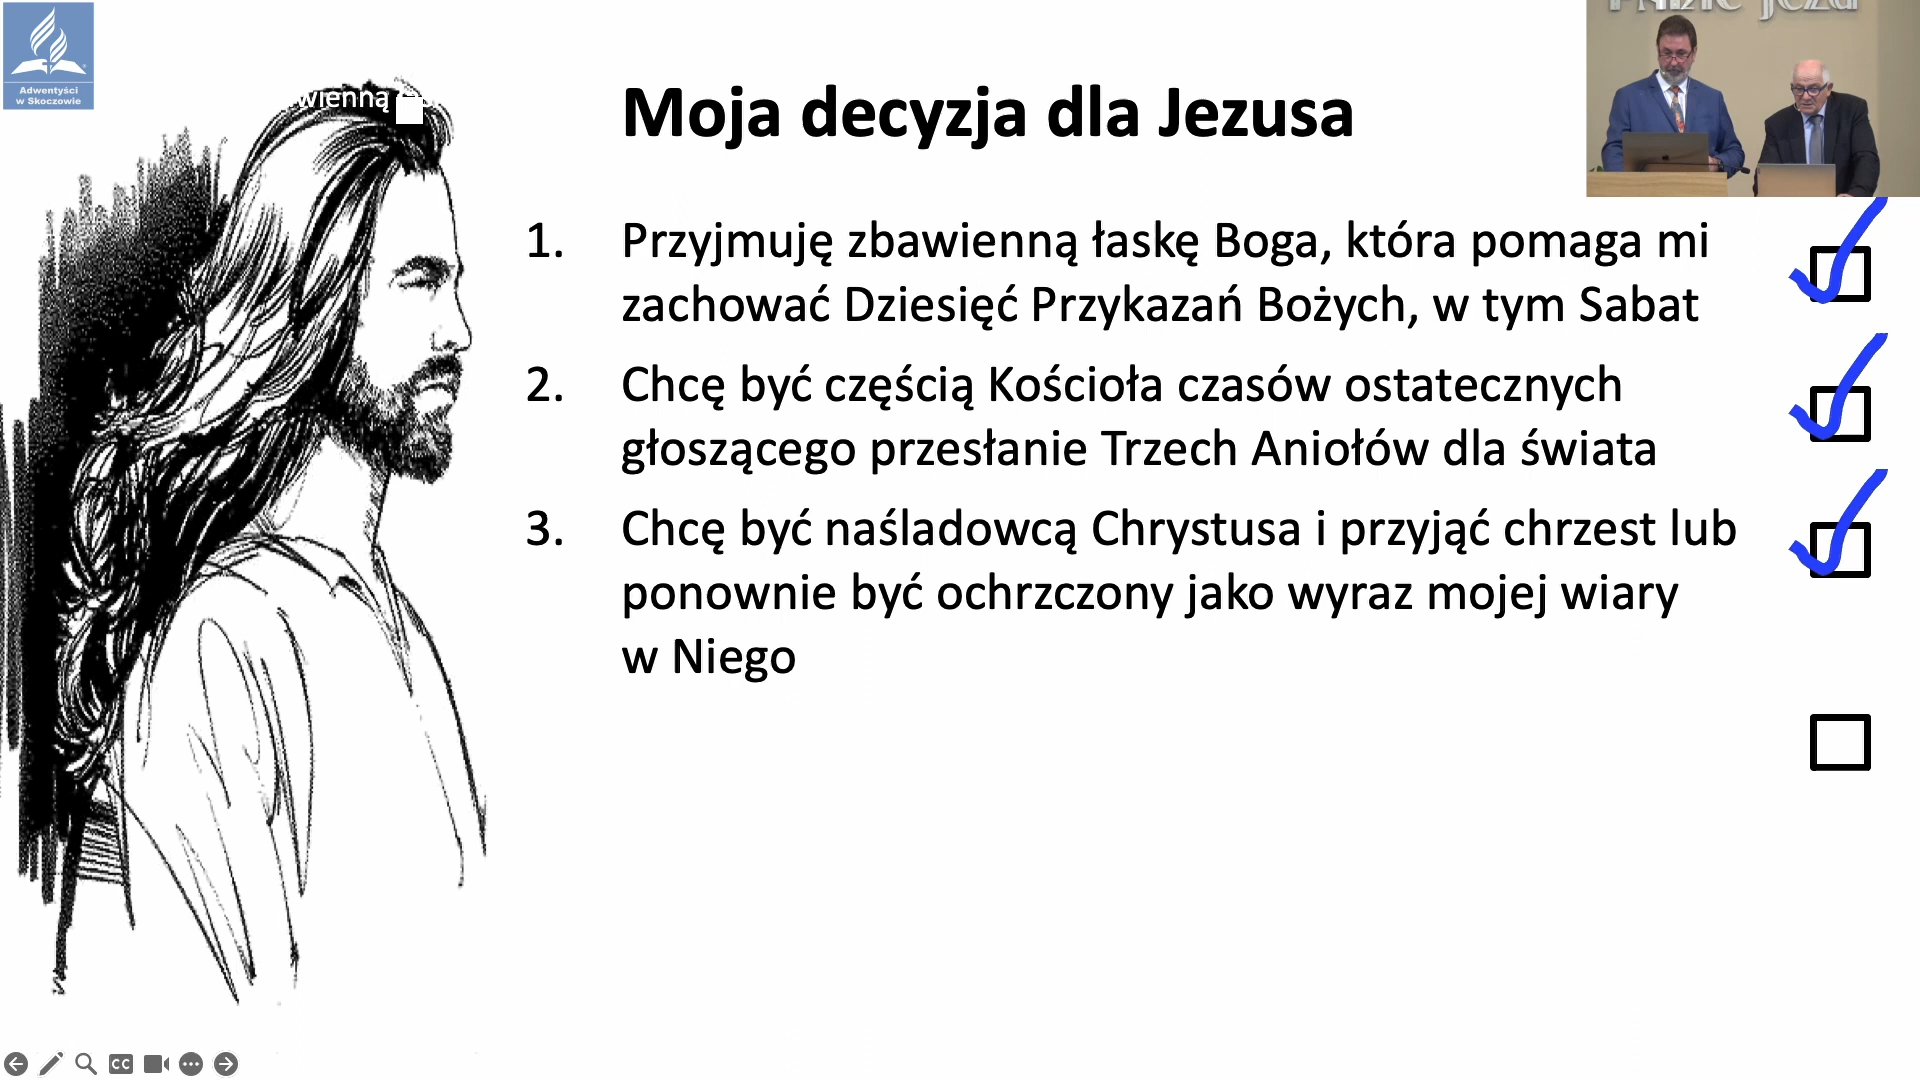 Adwentyści
w Skoczowie
wienną
Moja decyzja dla Jezusa
1. Przyjmuję zbawienną łaskę Boga, która pomaga mi
zachować Dziesięć Przykazań Bożych, w tym Sabat
2. Chcę być częścią Kościoła czasów ostatecznych
głoszącego przesłanie Trzech Aniołów dla świata
3. Chcę być naśladowcą Chrystusa i przyjąć chrzest lub
ponownie być ochrzczony jako wyraz mojej wiary
w Niego
CC